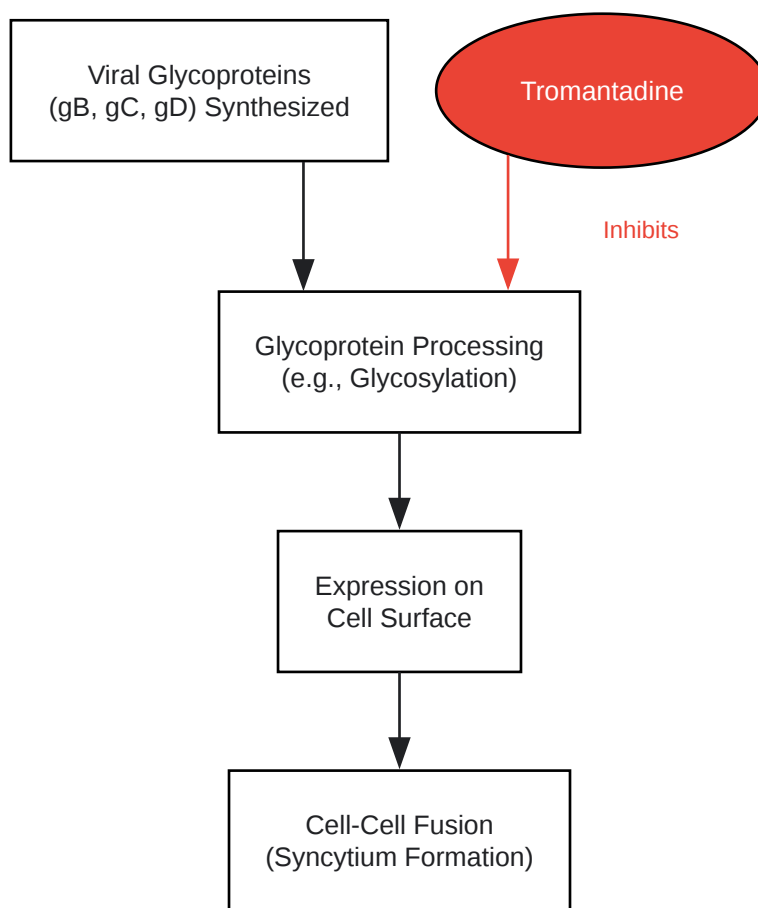 Viral Glycoproteins
(gB, gC, gD) Synthesized
Tromantadine
Inhibits
Glycoprotein Processing
(e.g., Glycosylation)
Expression on
Cell Surface
Cell-Cell Fusion
(Syncytium Formation)